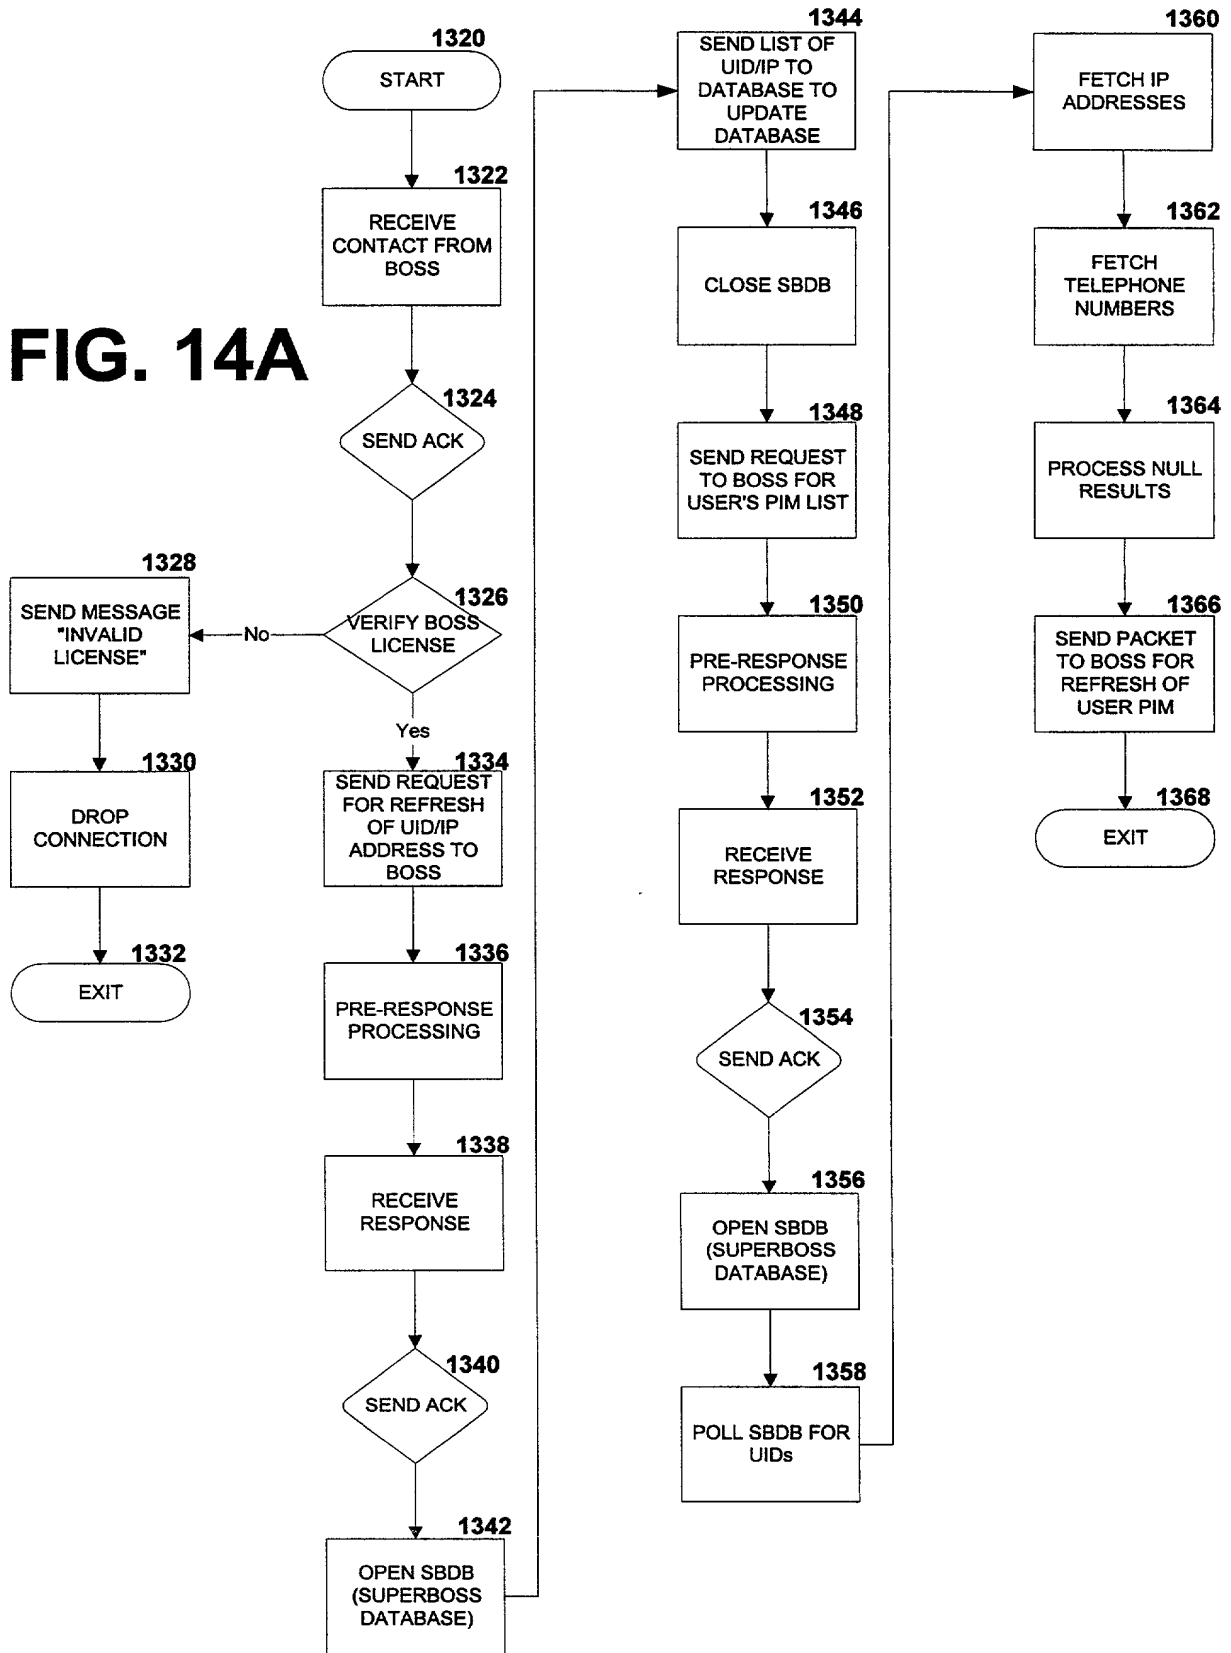 FIG. 14A
1320
START
1322
RECEIVE
CONTACT FROM
BOSS
1324
SEND ACK
1326
VERIFY BOSS
LICENSE
No
1328
SEND MESSAGE
"INVALID
LICENSE"
1330
DROP
CONNECTION
1332
EXIT
Yes
1334
SEND REQUEST
FOR REFRESH
OF UID/IP
ADDRESS TO
BOSS
1336
PRE-RESPONSE
PROCESSING
1338
RECEIVE
RESPONSE
1340
SEND ACK
1342
OPEN SBDB
(SUPERBOSS
DATABASE)
1344
SEND LIST OF
UID/IP TO
DATABASE TO
UPDATE
DATABASE
1346
CLOSE SBDB
1348
SEND REQUEST
TO BOSS FOR
USER'S PIM LIST
1350
PRE-RESPONSE
PROCESSING
1352
RECEIVE
RESPONSE
1354
SEND ACK
1356
OPEN SBDB
(SUPERBOSS
DATABASE)
1358
POLL SBDB FOR
UIDs
1360
FETCH IP
ADDRESSES
1362
FETCH
TELEPHONE
NUMBERS
1364
PROCESS NULL
RESULTS
1366
SEND PACKET
TO BOSS FOR
REFRESH OF
USER PIM
1368
EXIT